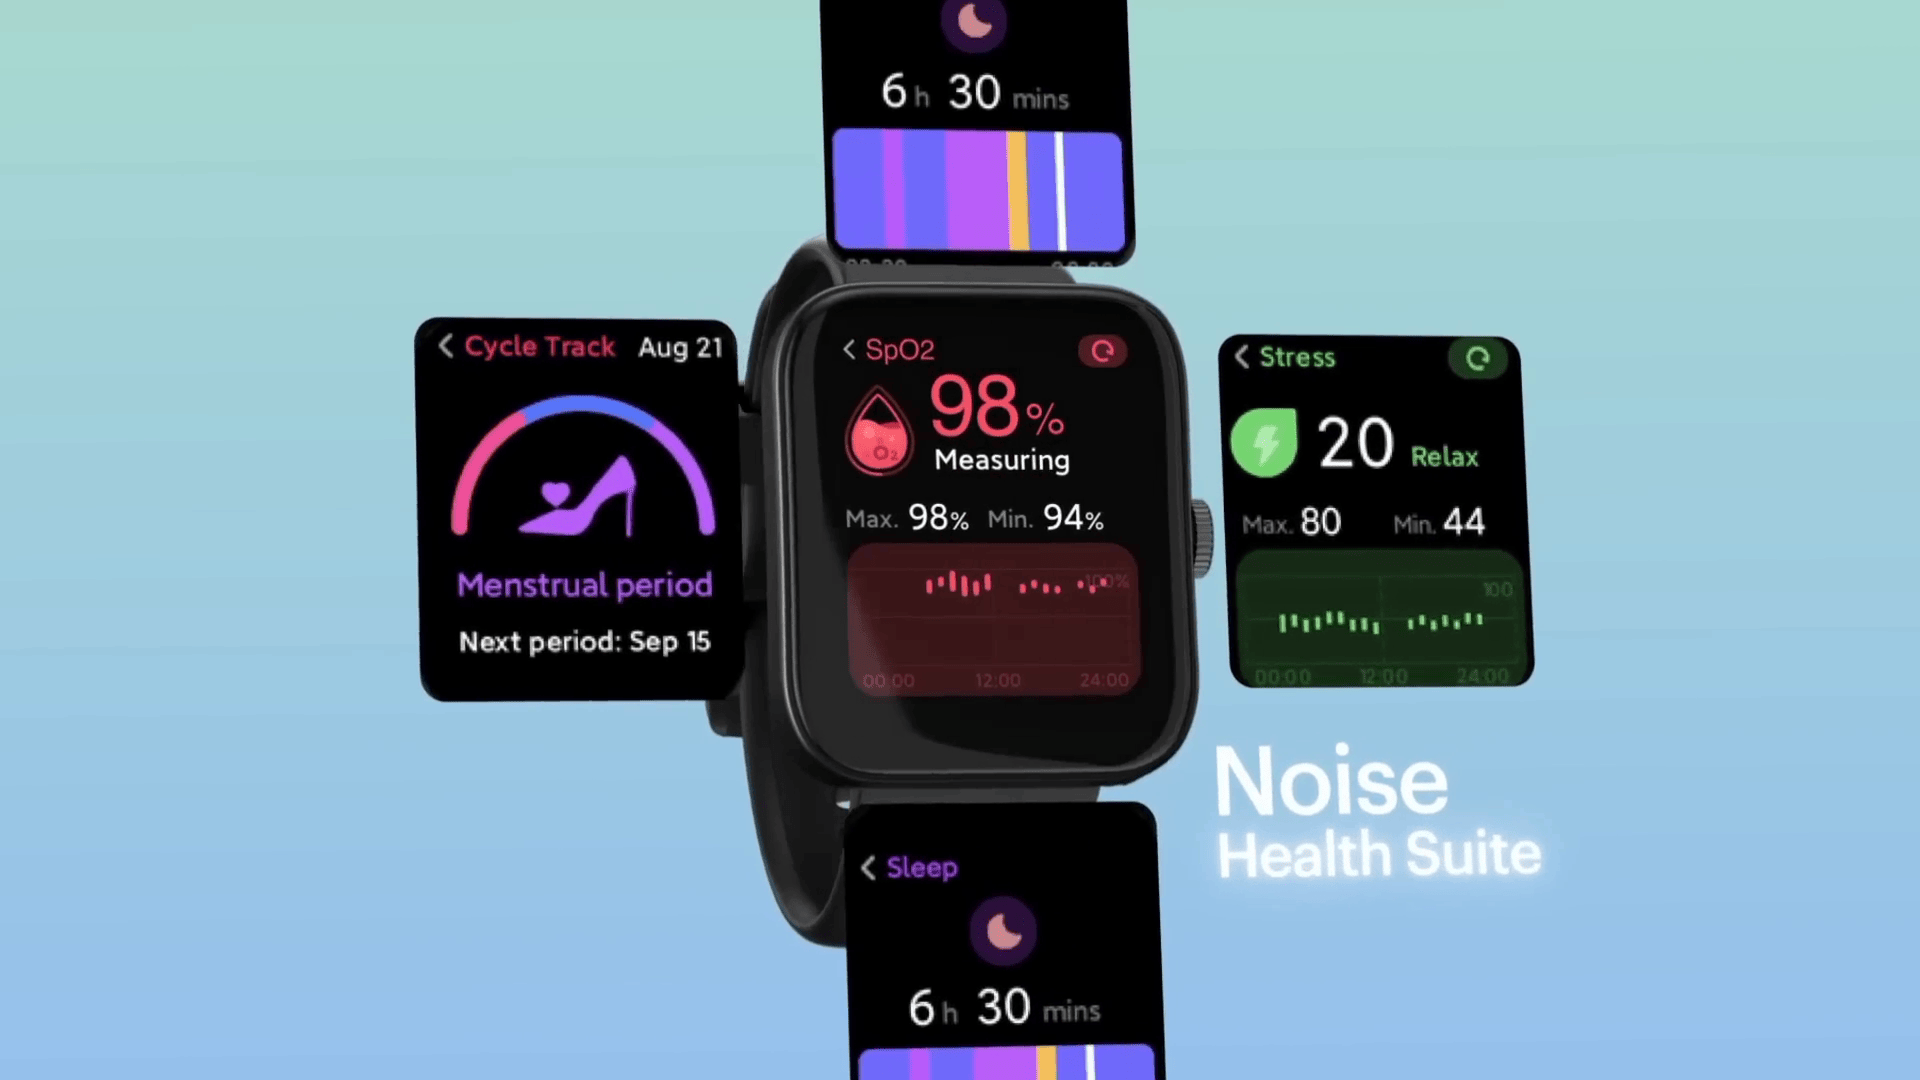 6 h 30 mins
Cycle Track Aug 21
Menstrual period
Next period: Sep 15
SpO2
98%
Measuring
Max. 98% Min. 94%
100%
00:00 12:00 24:00
Stress
20 Relax
Max. 80 Min. 44
100
00:00 12:00 24:00
Noise
Health Suite
Sleep
6 h 30 mins